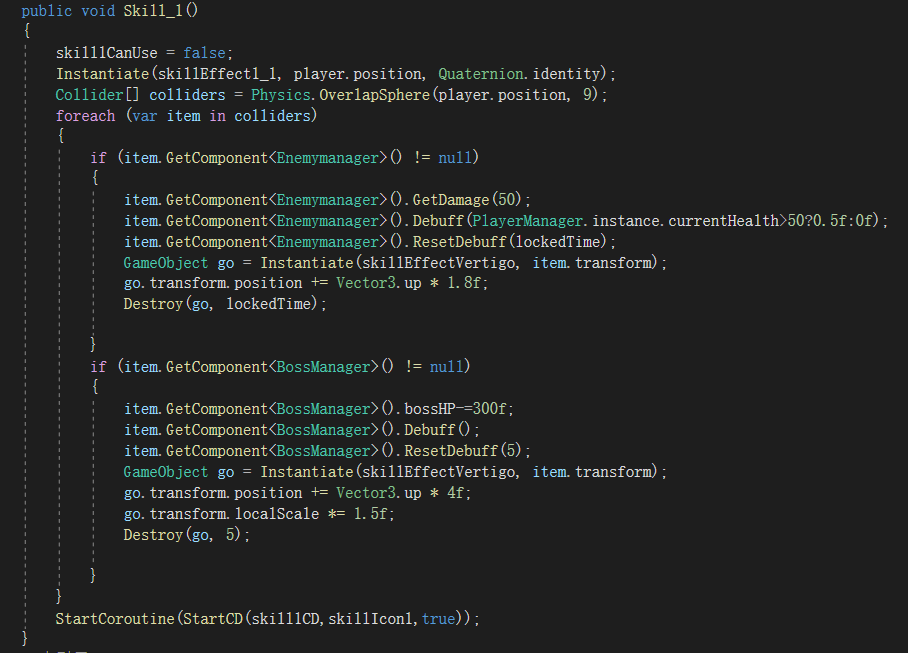 public void Skill_1()
{
skill1CanUse = false;
Instantiate(skillEffect1_1, player.position, Quaternion.identity);
Collider[] colliders = Physics.OverlapSphere(player.position, 9);
foreach (var item in colliders)
{
if (item.GetComponent<Enemymanager>() != null)
{
item.GetComponent<Enemymanager>().GetDamage(50);
item.GetComponent<Enemymanager>().Debuff(PlayerManager.instance.currentHealth>50?0.5f:0f);
item.GetComponent<Enemymanager>().ResetDebuff(lockedTime);
GameObject go = Instantiate(skillEffectVertigo, item.transform);
go.transform.position += Vector3.up * 1.8f;
Destroy(go, lockedTime);
}
if (item.GetComponent<BossManager>() != null)
{
item.GetComponent<BossManager>().bossHP-=300f;
item.GetComponent<BossManager>().Debuff();
item.GetComponent<BossManager>().ResetDebuff(5);
GameObject go = Instantiate(skillEffectVertigo, item.transform);
go.transform.position += Vector3.up * 4f;
go.transform.localScale *= 1.5f;
Destroy(go, 5);
}
}
StartCoroutine(StartCD(skill1CD,skillIcon1,true));
}